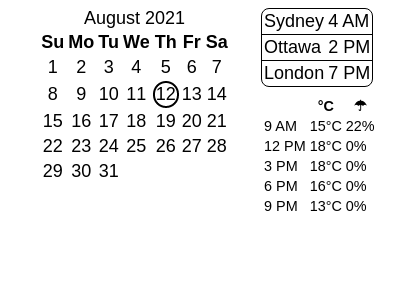 August 2021
Su Mo Tu We Th Fr Sa
1 2 3 4 5 6 7
8 9 10 11 12 13 14
15 16 17 18 19 20 21
22 23 24 25 26 27 28
29 30 31
Sydney 4 AM
Ottawa 2 PM
London 7 PM
°C ☂
9 AM 15°C 22%
12 PM 18°C 0%
3 PM 18°C 0%
6 PM 16°C 0%
9 PM 13°C 0%